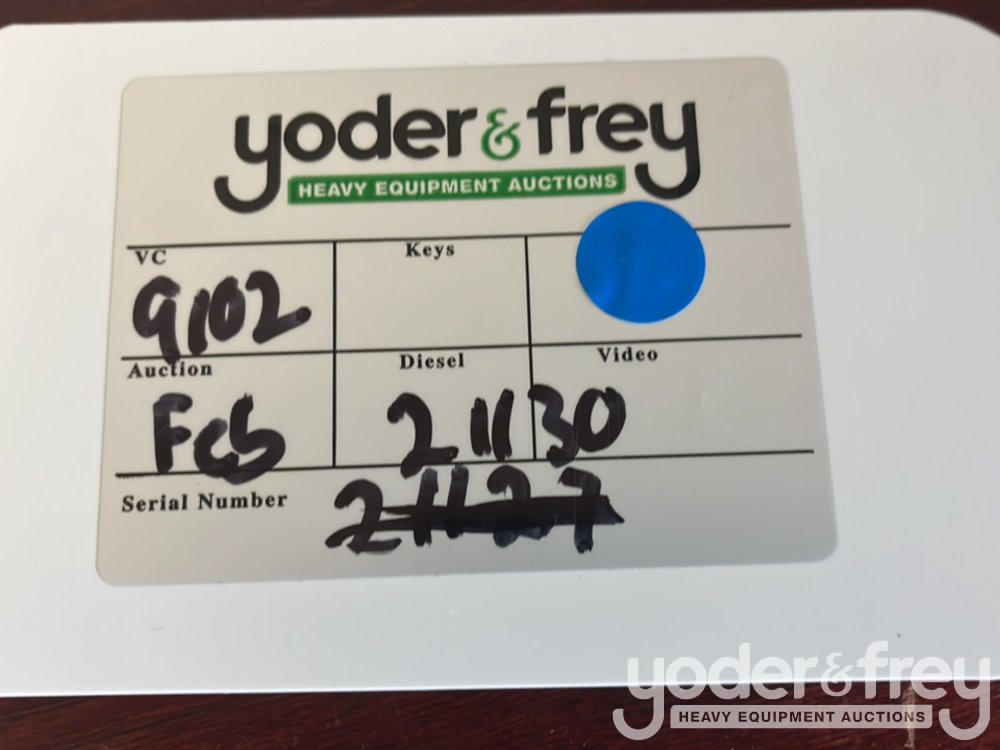 yoder & frey
HEAVY EQUIPMENT AUCTIONS
VC Keys
9102
Auction Diesel Video
Feb 21130
Serial Number
21127
yoder & frey
HEAVY EQUIPMENT AUCTIONS